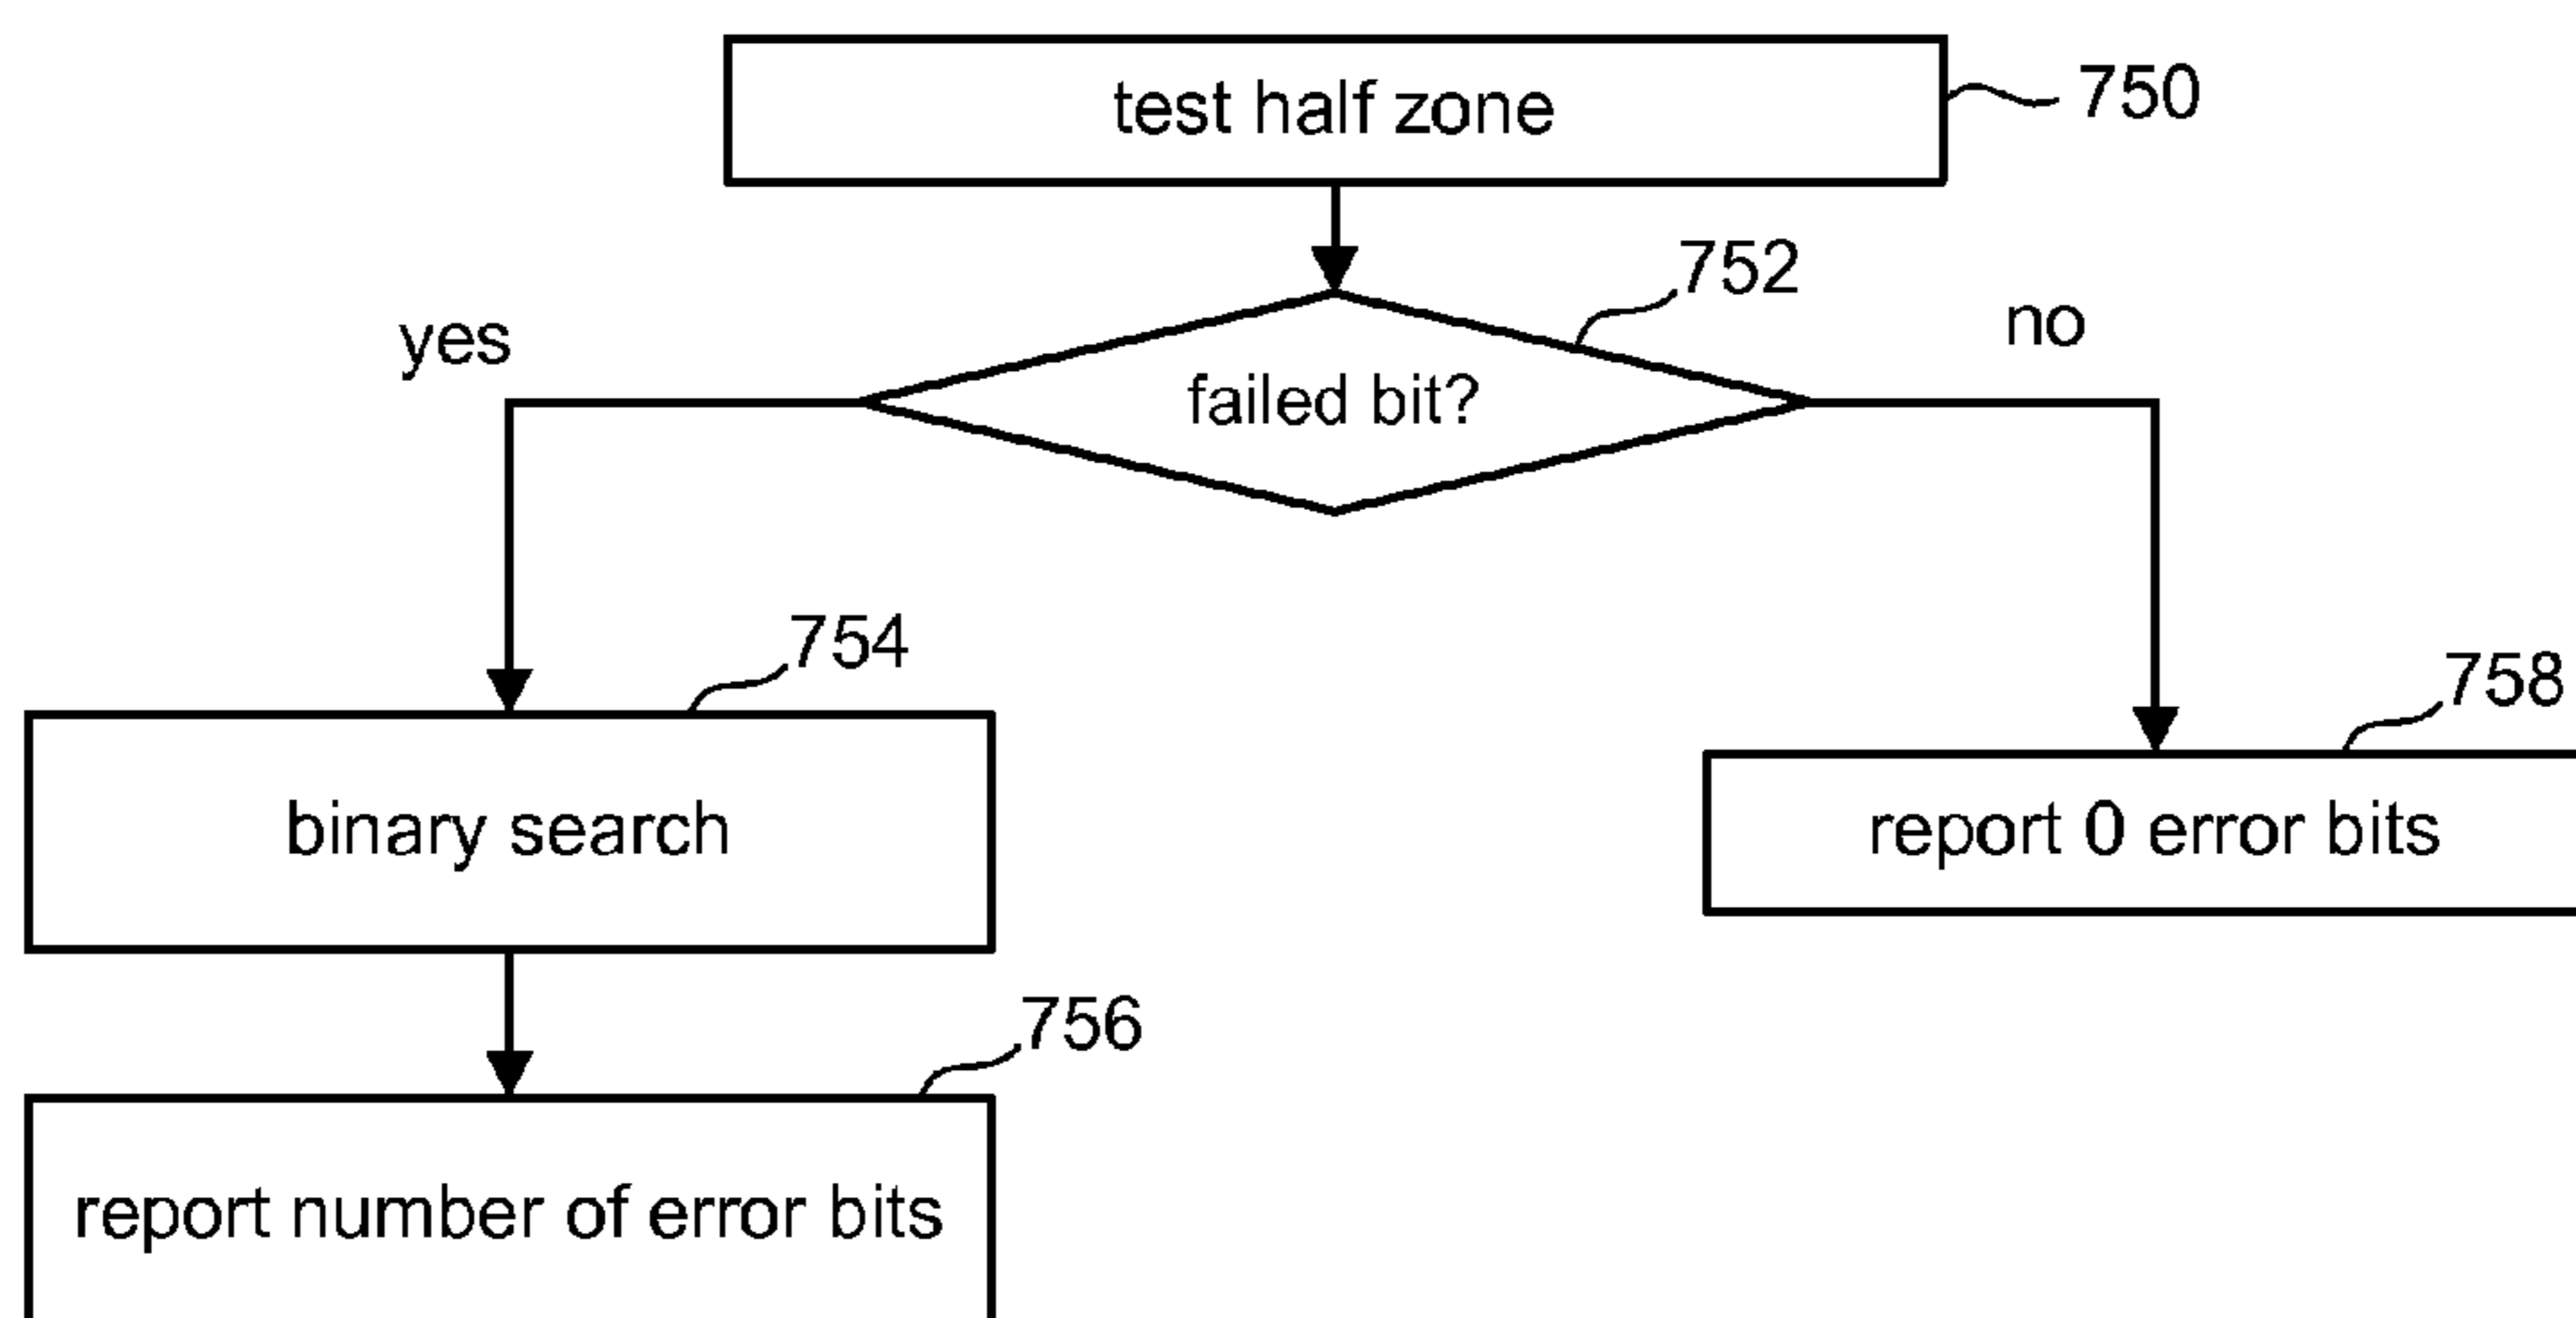 test half zone
750
752
yes
no
failed bit?
754
758
binary search
report 0 error bits
756
report number of error bits